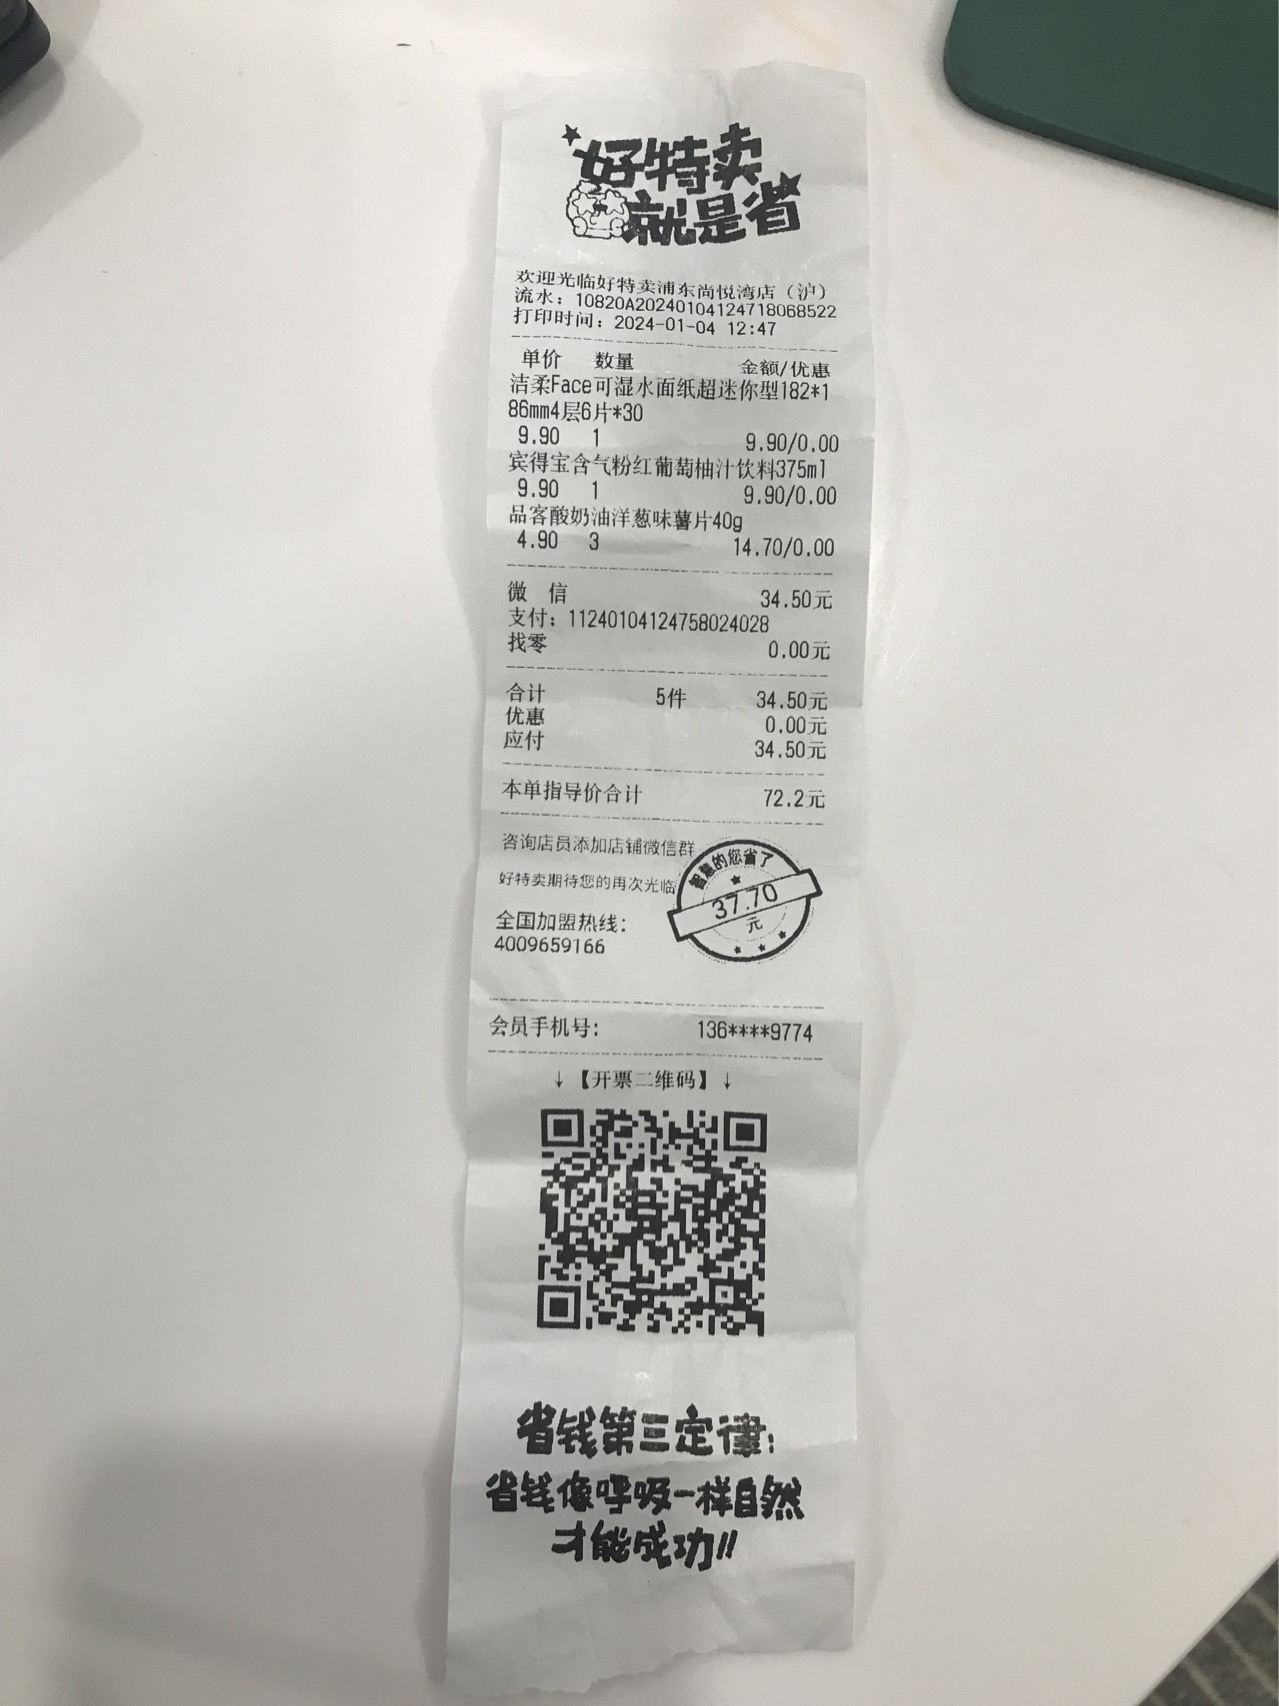 好特卖
就是省
欢迎光临好特卖浦东尚悦湾店（沪）
流水：10820A20240104124718068522
打印时间：2024-01-04 12:47
单价 数量 金额/优惠
洁柔Face可湿水面纸超迷你型182*1
86mm4层6片*30
9.90 1 9.90/0.00
宾得宝含气粉红葡萄柚汁饮料375ml
9.90 1 9.90/0.00
品客酸奶油洋葱味薯片40g
4.90 3 14.70/0.00
微 信 34.50元
支付：11240104124758024028
找零 0.00元
合计 5件 34.50元
优惠 0.00元
应付 34.50元
本单指导价合计 72.2元
咨询店员添加店铺微信群
好特卖期待您的再次光临
智慧的您省了
37.70
元
全国加盟热线：
4009659166
会员手机号： 136****9774
↓【开票二维码】↓
省钱第三定律：
省钱像呼吸一样自然
才能成功!!